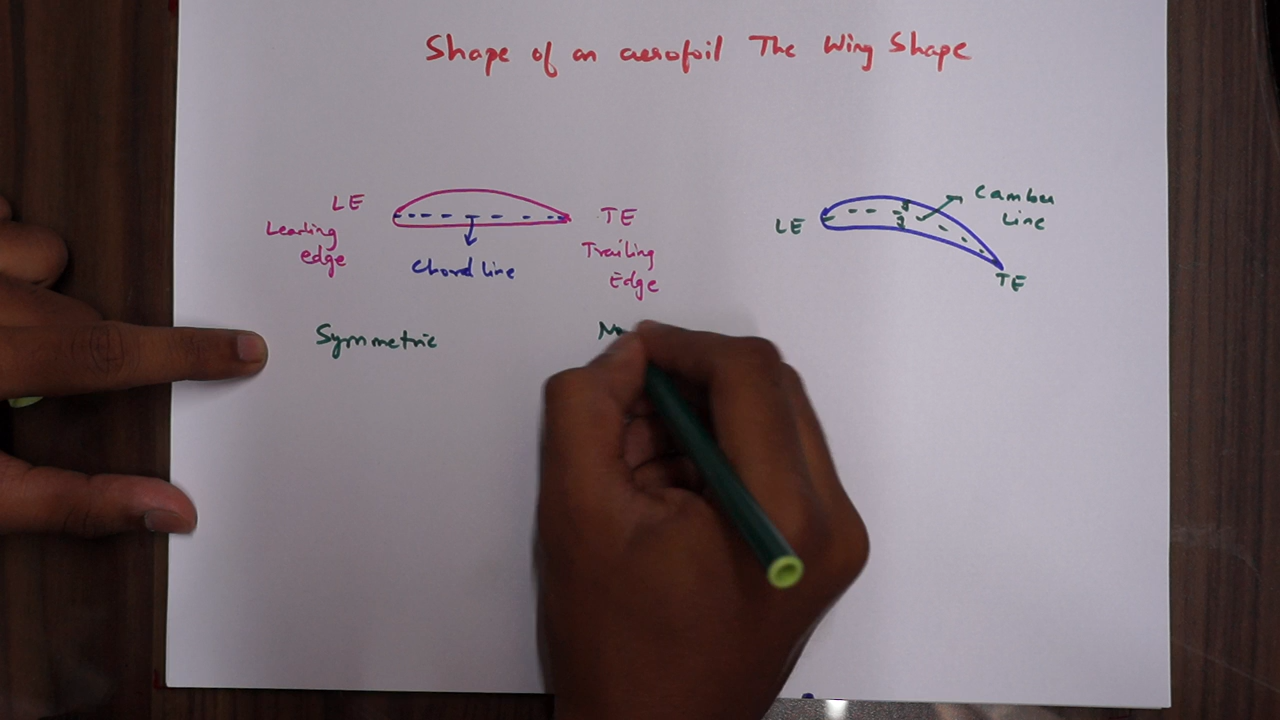 Shape of an aerofoil The Wing Shape
LE
Leading
edge
Chord line
TE
Trailing
Edge
LE
Camber
Line
TE
Symmetric